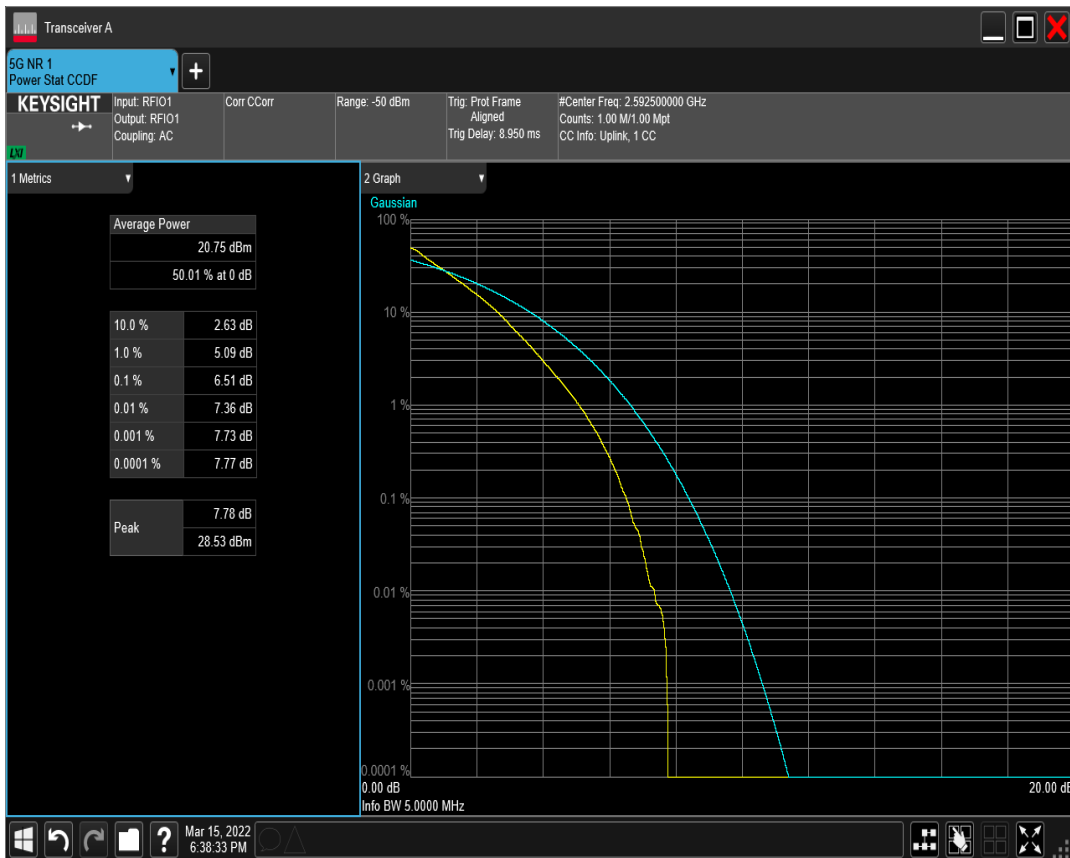 Transceiver A
5G NR 1
Power Stat CCDF
KEYSIGHT
LXI
Input: RFIO1
Output: RFIO1
Coupling: AC
Corr CCorr
Range: -50 dBm
Trig: Prot Frame
Aligned
Trig Delay: 8.950 ms
#Center Freq: 2.592500000 GHz
Counts: 1.00 M/1.00 Mpt
CC Info: Uplink, 1 CC
1 Metrics
Average Power
20.75 dBm
50.01 % at 0 dB
10.0 % 2.63 dB
1.0 % 5.09 dB
0.1 % 6.51 dB
0.01 % 7.36 dB
0.001 % 7.73 dB
0.0001 % 7.77 dB
Peak
7.78 dB
28.53 dBm
2 Graph
Gaussian
100 %
10 %
1 %
0.1 %
0.01 %
0.001 %
0.0001 %
0.00 dB 20.00 dB
Info BW 5.0000 MHz
Mar 15, 2022
6:38:33 PM